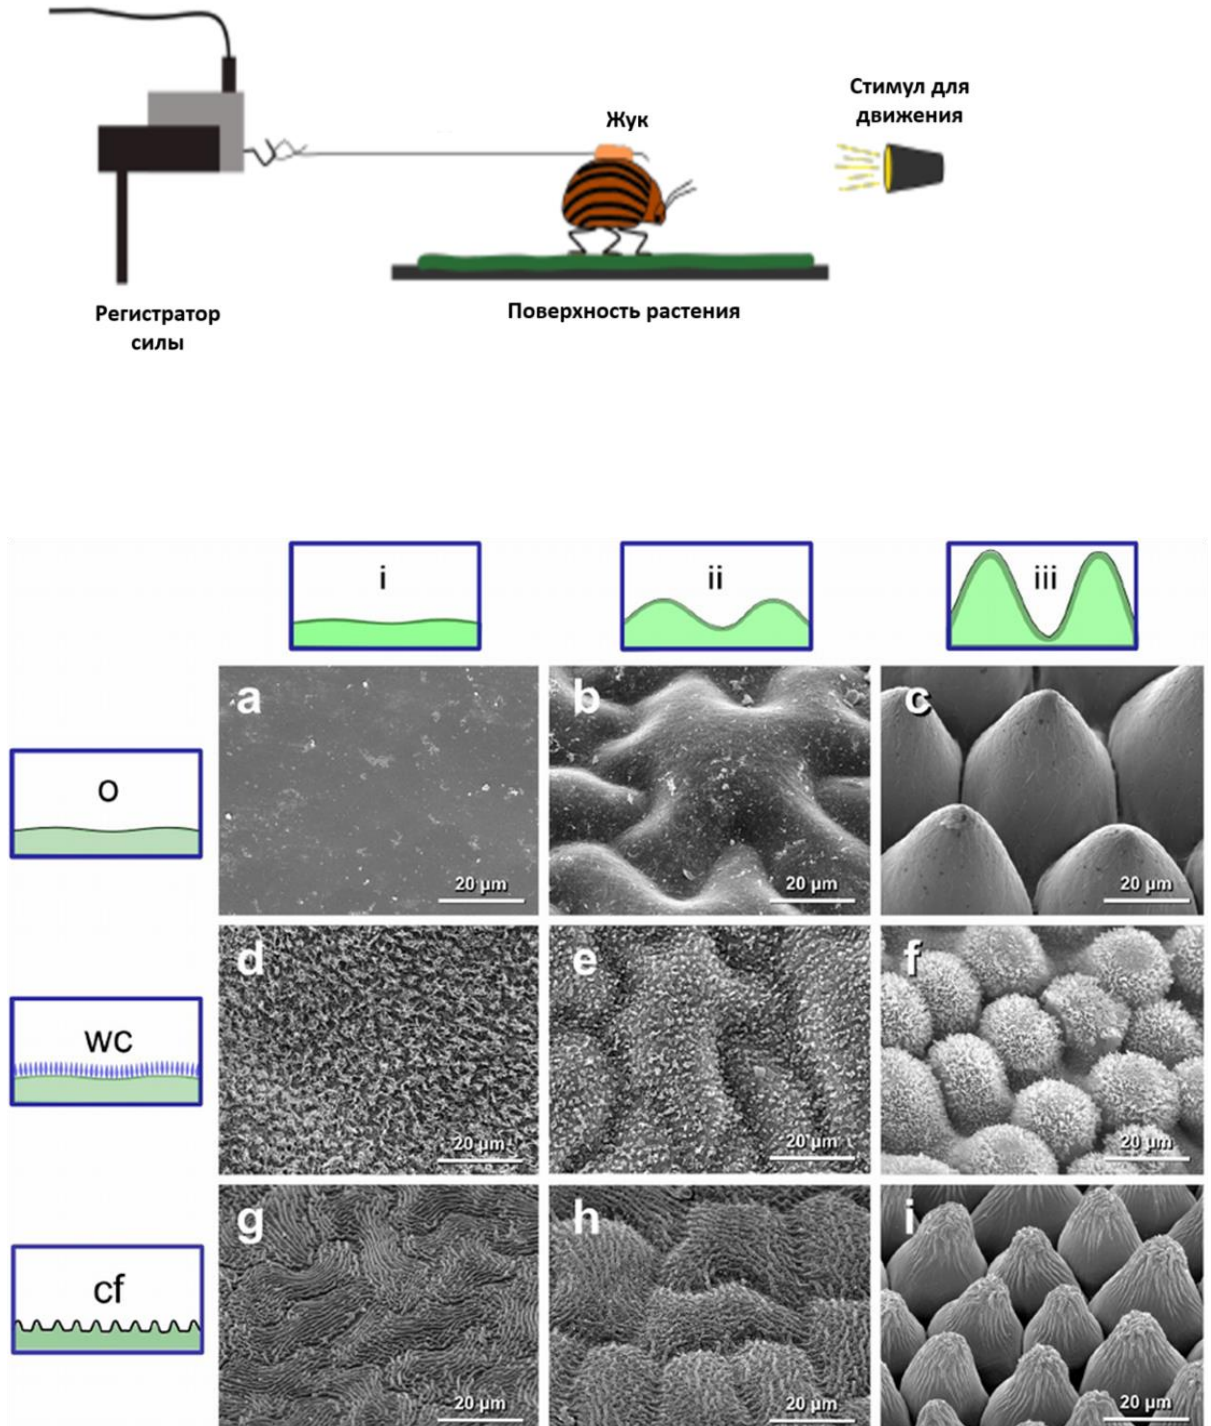 Стимул для
движения
Жук
Регистратор
силы
Поверхность растения
i
ii
iii
o
a
20 µm
b
20 µm
c
20 µm
wc
d
20 µm
e
20 µm
f
20 µm
cf
g
20 µm
h
20 µm
i
20 µm